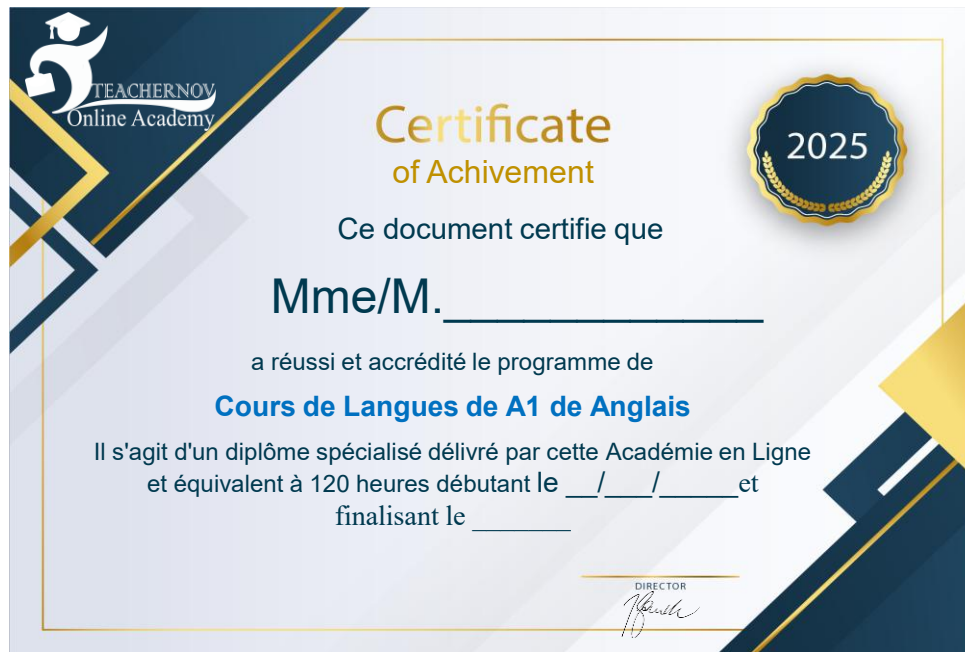 TEACHERNOV
Online Academy
Certificate
of Achivement
2025
Ce document certifie que
Mme/M.____________
a réussi et accrédité le programme de
Cours de Langues de A1 de Anglais
Il s'agit d'un diplôme spécialisé délivré par cette Académie en Ligne
et équivalent à 120 heures débutant le __/___/_____et
finalisant le _______
DIRECTOR